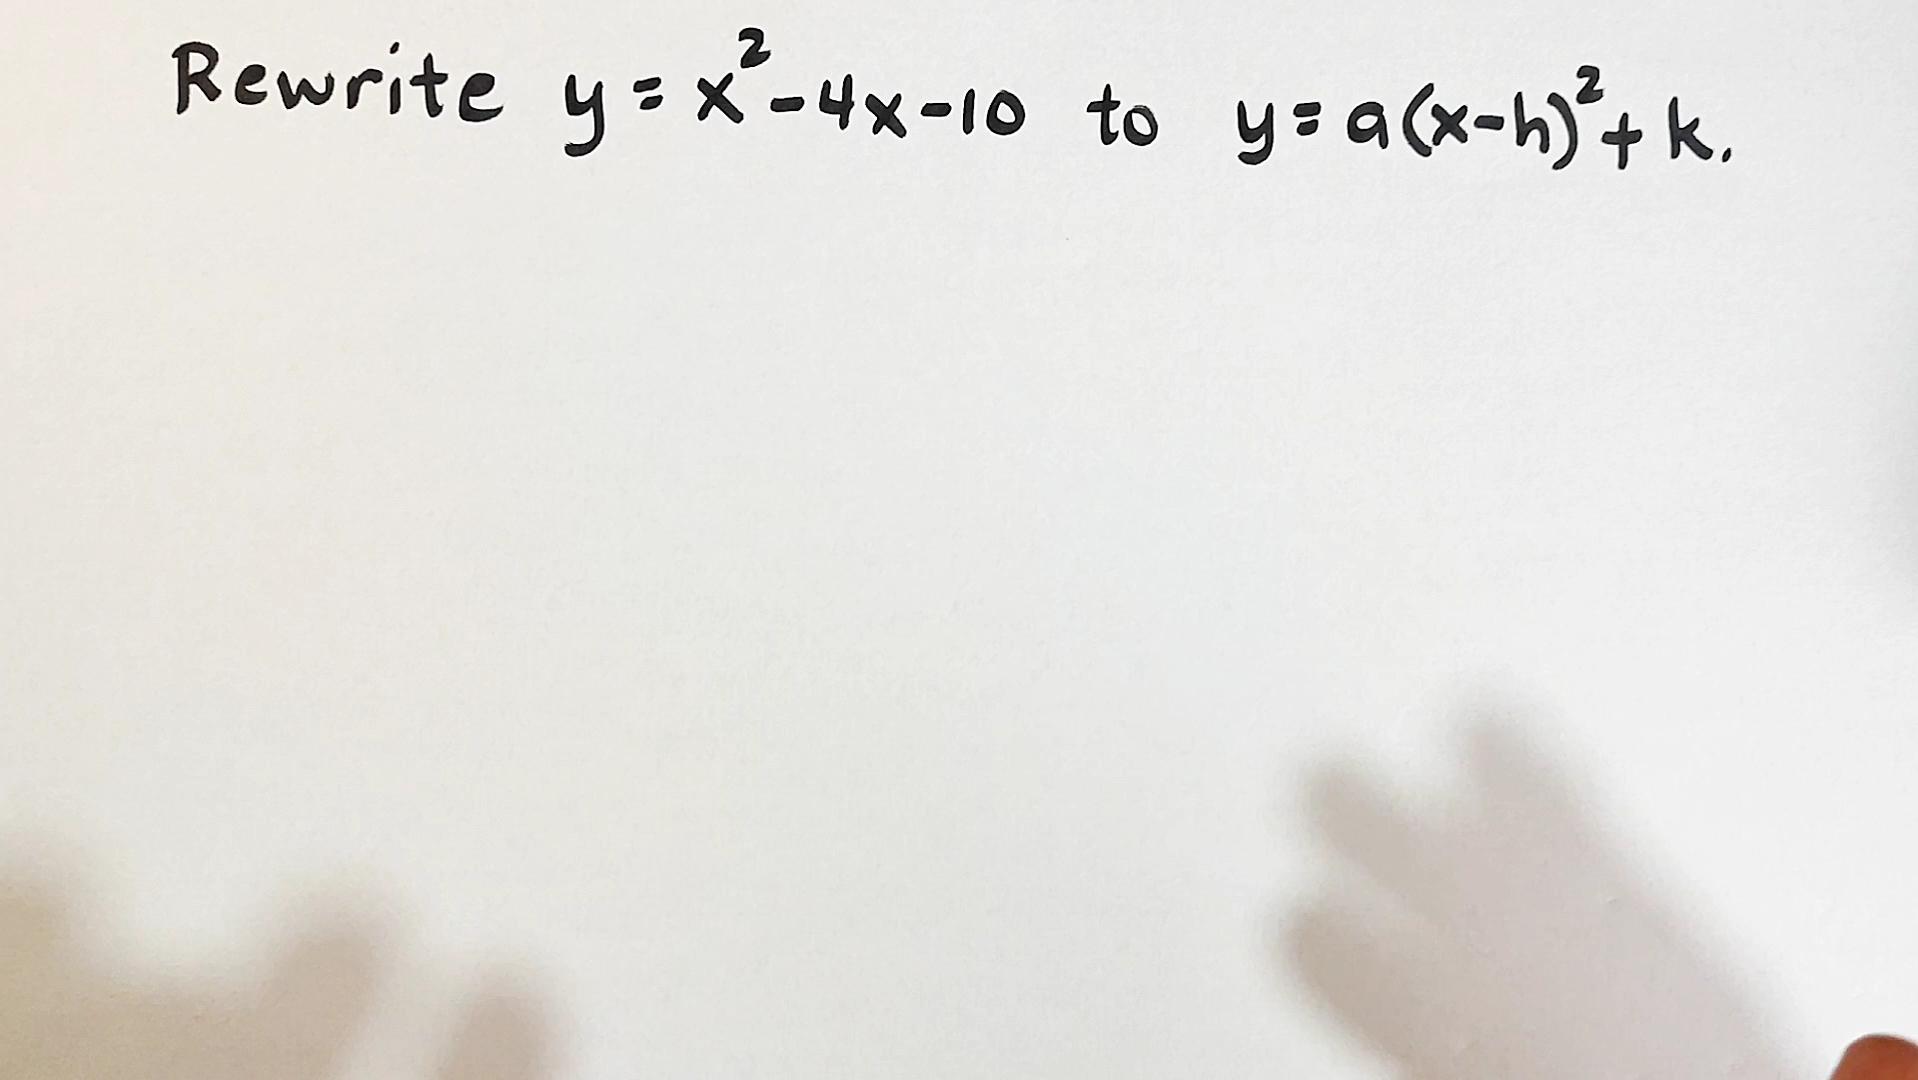 Rewrite y = x² - 4x - 10 to y = a(x - h)² + k.